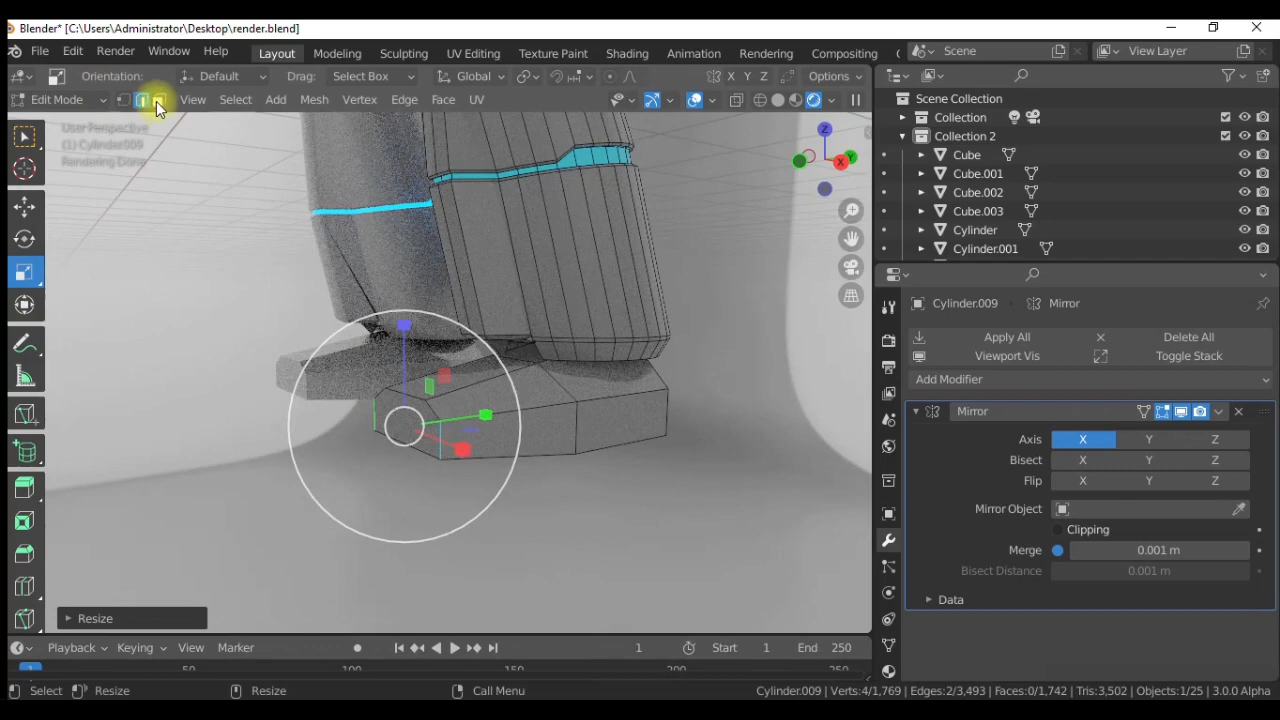 Blender* [C:\Users\Administrator\Desktop\render.blend]
File Edit Render Window Help
Layout Modeling Sculpting UV Editing Texture Paint Shading Animation Rendering Compositing
Scene View Layer
Orientation: Default Drag: Select Box Global X Y Z Options
Edit Mode View Select Add Mesh Vertex Edge Face UV
User Perspective
(1) Cylinder.009
Rendering Done
Z
Y
X
Resize
Scene Collection
Collection
Collection 2
Cube
Cube.001
Cube.002
Cube.003
Cylinder
Cylinder.001
Cylinder.009 Mirror
Apply All Delete All
Viewport Vis Toggle Stack
Add Modifier
Mirror
Axis X Y Z
Bisect X Y Z
Flip X Y Z
Mirror Object
Clipping
Merge 0.001 m
Bisect Distance 0.001 m
Data
Playback Keying View Marker 1 Start 1 End 250
1 50 100 150 200 250
Select Resize Resize Call Menu Cylinder.009 | Verts:4/1,769 | Edges:2/3,493 | Faces:0/1,742 | Tris:3,502 | Objects:1/25 | 3.0.0 Alpha